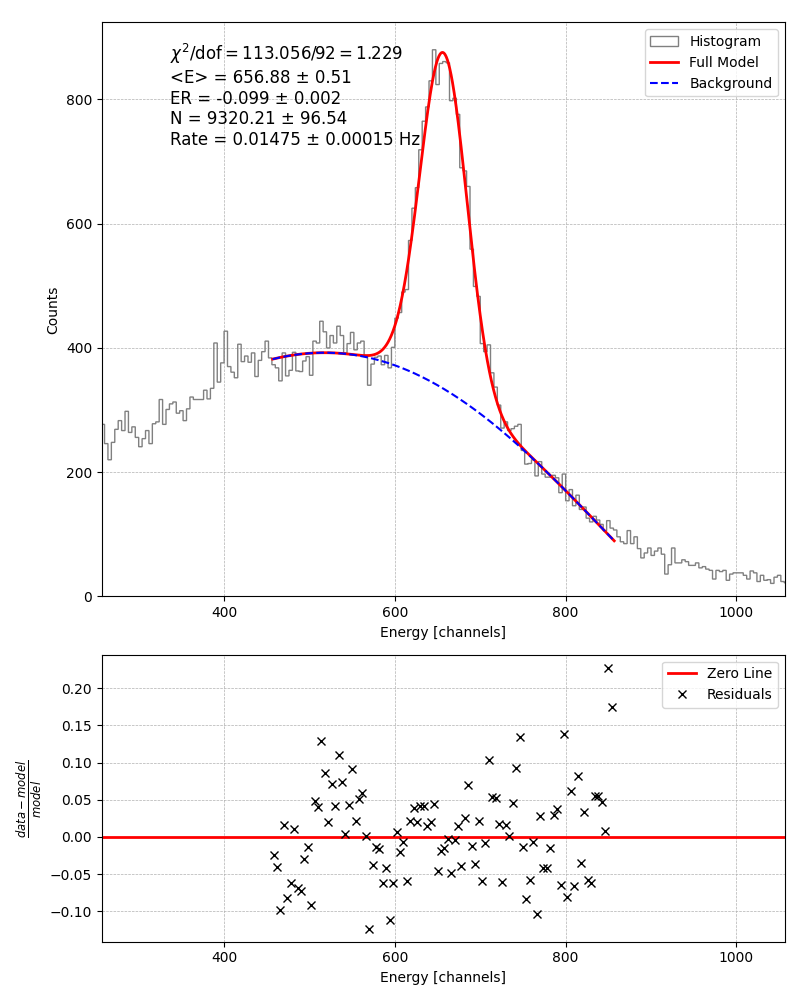 χ²/dof = 113.056/92 = 1.229
<E> = 656.88 ± 0.51
ER = -0.099 ± 0.002
N = 9320.21 ± 96.54
Rate = 0.01475 ± 0.00015 Hz
Histogram
Full Model
Background
800
600
400
200
0
Counts
400 600 800 1000
Energy [channels]
Zero Line
Residuals
0.20
0.15
0.10
0.05
0.00
−0.05
−0.10
data − model
model
400 600 800 1000
Energy [channels]